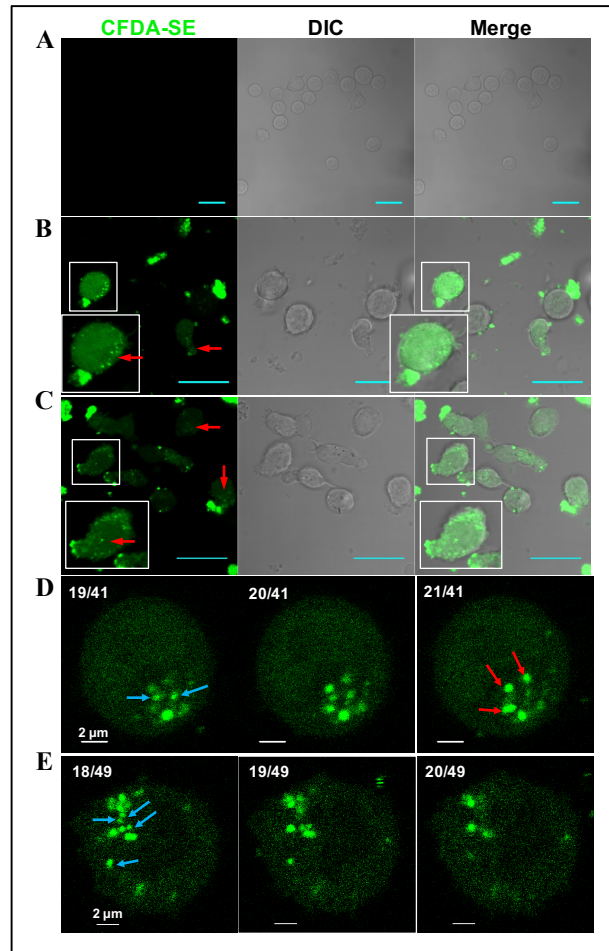 CFDA-SE DIC Merge
A
B
C
D 19/41 20/41 21/41
2 μm
E 18/49 19/49 20/49
2 μm